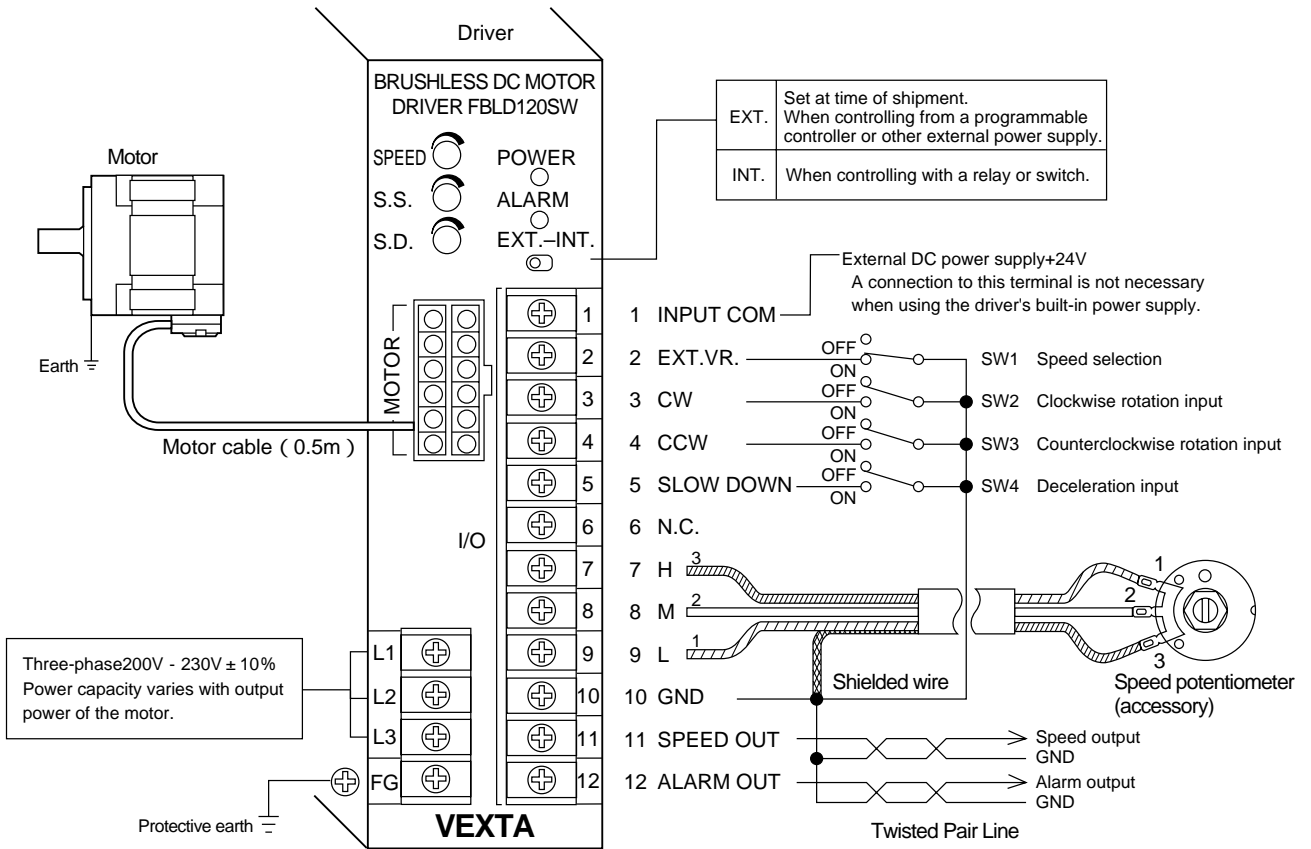 Driver
BRUSHLESS DC MOTOR
DRIVER FBLD120SW
SPEED
POWER
S.S.
ALARM
S.D.
EXT.–INT.
EXT.
Set at time of shipment.
When controlling from a programmable
controller or other external power supply.
INT.
When controlling with a relay or switch.
Motor
Earth
Motor cable ( 0.5m )
MOTOR
I/O
1
2
3
4
5
6
7
8
9
10
11
12
L1
L2
L3
FG
VEXTA
Three-phase200V - 230V ± 10%
Power capacity varies with output
power of the motor.
Protective earth
1 INPUT COM
External DC power supply+24V
A connection to this terminal is not necessary
when using the driver's built-in power supply.
2 EXT.VR.
OFF
ON
SW1 Speed selection
3 CW
OFF
ON
SW2 Clockwise rotation input
4 CCW
OFF
ON
SW3 Counterclockwise rotation input
5 SLOW DOWN
OFF
ON
SW4 Deceleration input
6 N.C.
7 H
3
8 M
2
9 L
1
1
2
3
Speed potentiometer
(accessory)
Shielded wire
10 GND
11 SPEED OUT
Speed output
GND
12 ALARM OUT
Alarm output
GND
Twisted Pair Line